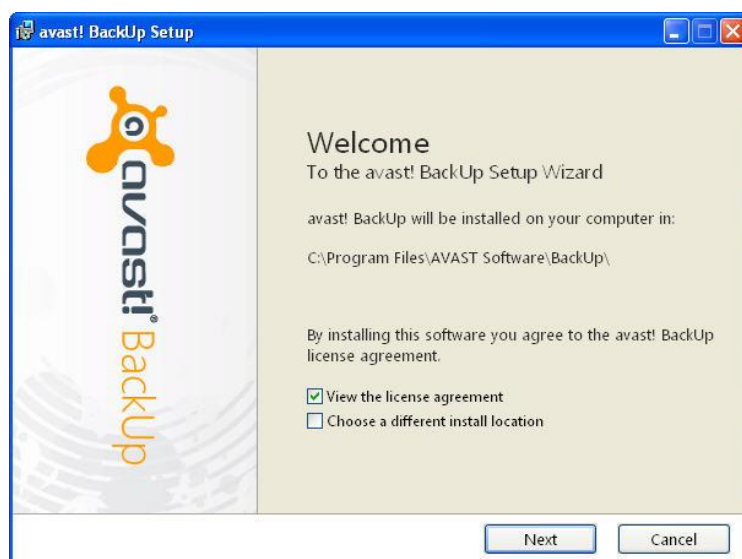 avast! BackUp Setup
avast!® BackUp
Welcome
To the avast! BackUp Setup Wizard
avast! BackUp will be installed on your computer in:
C:\Program Files\AVAST Software\BackUp\
By installing this software you agree to the avast! BackUp
license agreement.
View the license agreement
Choose a different install location
Next
Cancel